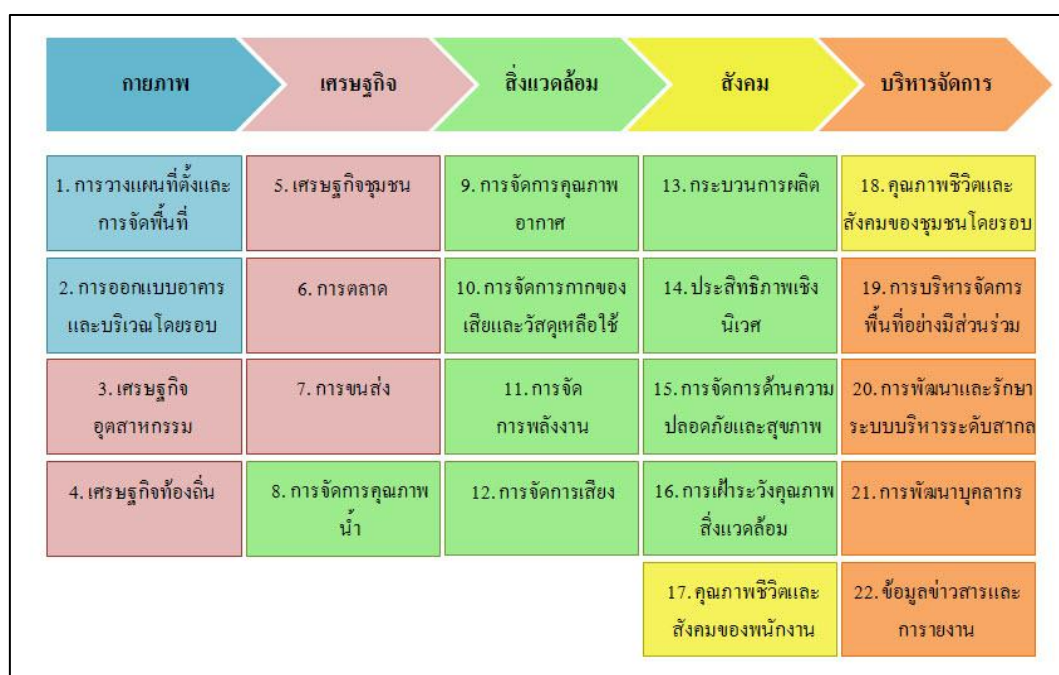 กายภาพ
เศรษฐกิจ
สิ่งแวดล้อม
สังคม
บริหารจัดการ
1. การวางแผนที่ตั้งและ
การจัดพื้นที่
2. การออกแบบอาคาร
และบริเวณโดยรอบ
3. เศรษฐกิจ
อุตสาหกรรม
4. เศรษฐกิจท้องถิ่น
5. เศรษฐกิจชุมชน
6. การตลาด
7. การขนส่ง
8. การจัดการคุณภาพ
น้ำ
9. การจัดการคุณภาพ
อากาศ
10. การจัดการกากของ
เสียและวัสดุเหลือใช้
11. การจัด
การพลังงาน
12. การจัดการเสียง
13. กระบวนการผลิต
14. ประสิทธิภาพเชิง
นิเวศ
15. การจัดการด้านความ
ปลอดภัยและสุขภาพ
16. การเฝ้าระวังคุณภาพ
สิ่งแวดล้อม
17. คุณภาพชีวิตและ
สังคมของพนักงาน
18. คุณภาพชีวิตและ
สังคมของชุมชนโดยรอบ
19. การบริหารจัดการ
พื้นที่อย่างมีส่วนร่วม
20. การพัฒนาและรักษา
ระบบบริหารระดับสากล
21. การพัฒนาบุคลากร
22. ข้อมูลข่าวสารและ
การายงาน